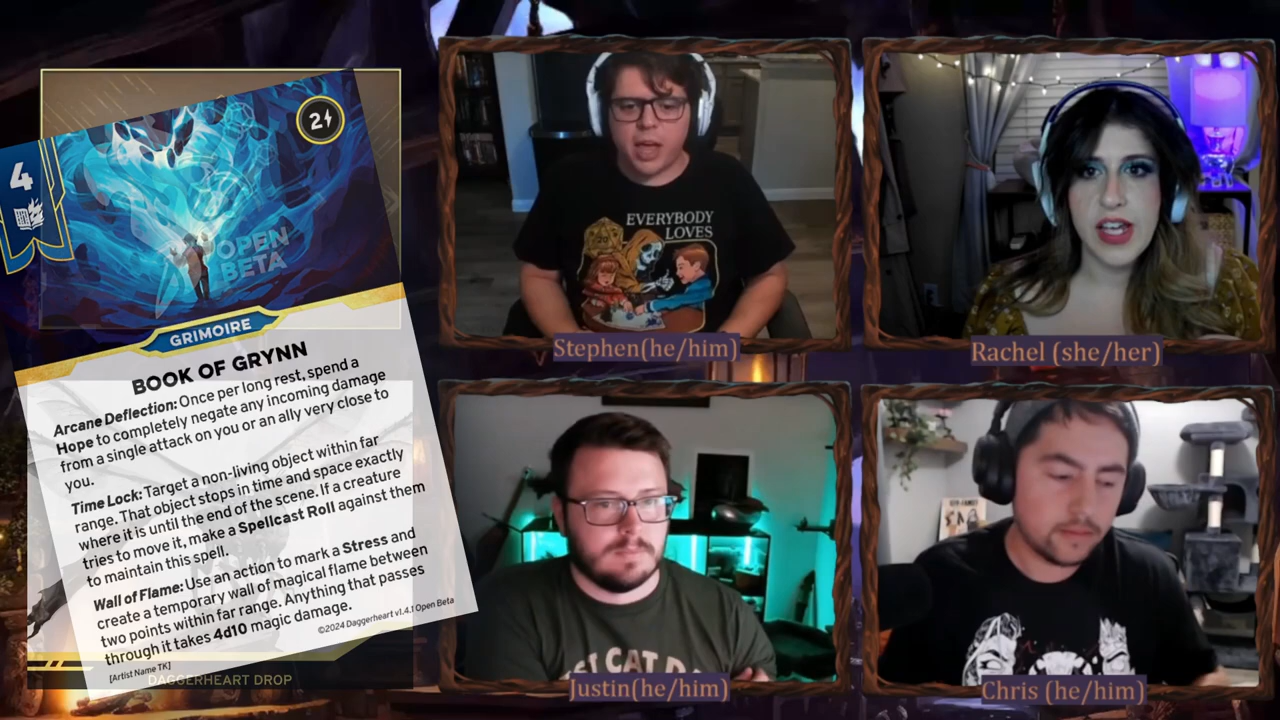 2
4
OPEN
BETA
GRIMOIRE
BOOK OF GRYNN
Arcane Deflection: Once per long rest, spend a
Hope to completely negate any incoming damage
from a single attack on you or an ally very close to
you.
Time Lock: Target a non-living object within far
range. That object stops in time and space exactly
where it is until the end of the scene. If a creature
tries to move it, make a Spellcast Roll against them
to maintain this spell.
Wall of Flame: Use an action to mark a Stress and
create a temporary wall of magical flame between
two points within far range. Anything that passes
through it takes 4d10 magic damage.
©2024 Daggerheart v1.4.1 Open Beta
[Artist Name TK]
DAGGERHEART DROP
EVERYBODY
LOVES
Stephen(he/him)
Rachel (she/her)
CAT
Justin(he/him)
Chris (he/him)